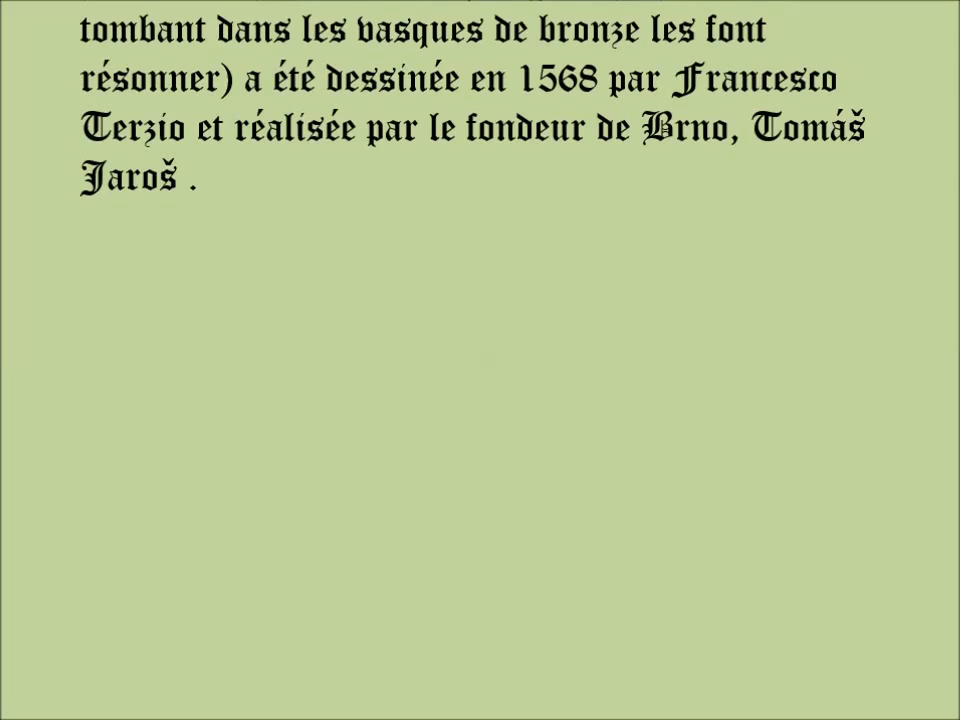 tombant dans les vasques de bronze les font
résonner) a été dessinée en 1568 par Francesco
Terzio et réalisée par le fondeur de Brno, Tomáš
Jaroš .